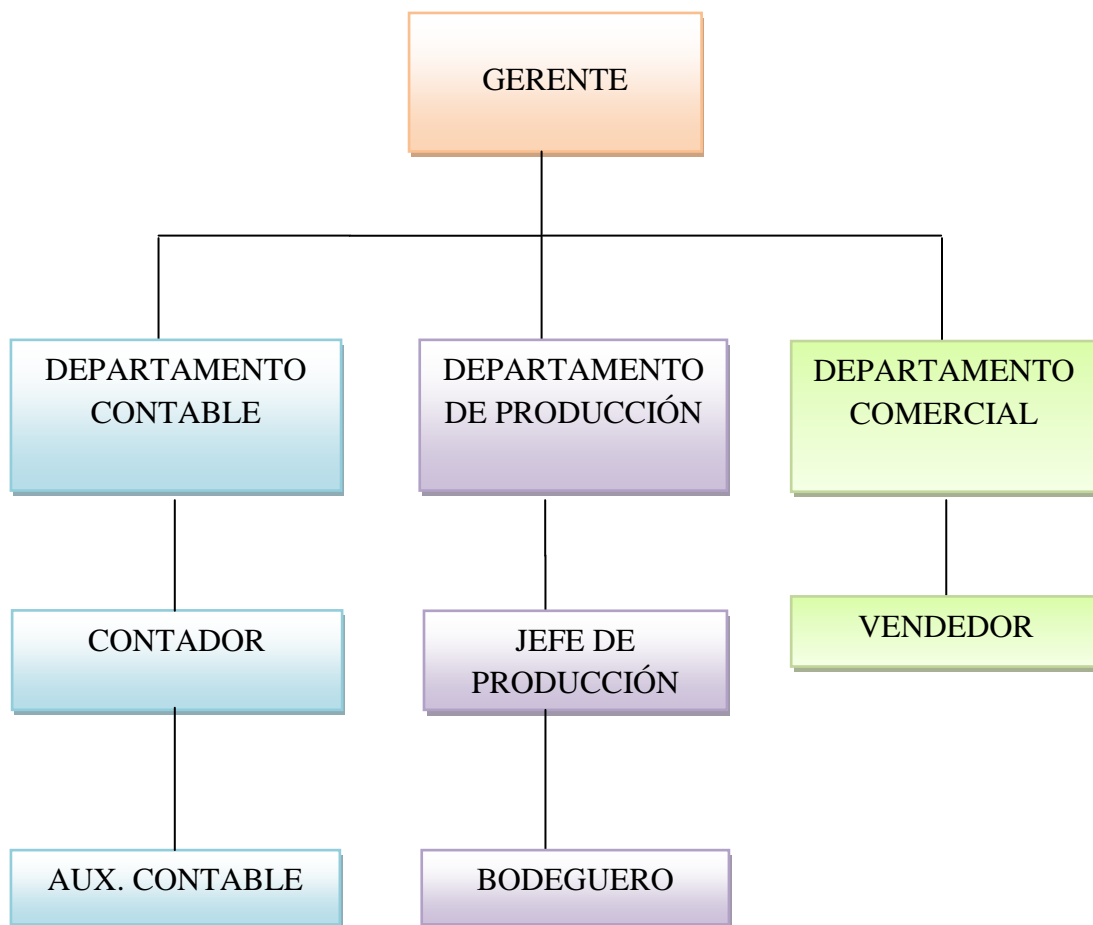 GERENTE
DEPARTAMENTO
CONTABLE
DEPARTAMENTO
DE PRODUCCIÓN
DEPARTAMENTO
COMERCIAL
CONTADOR
JEFE DE
PRODUCCIÓN
VENDEDOR
AUX. CONTABLE
BODEGUERO